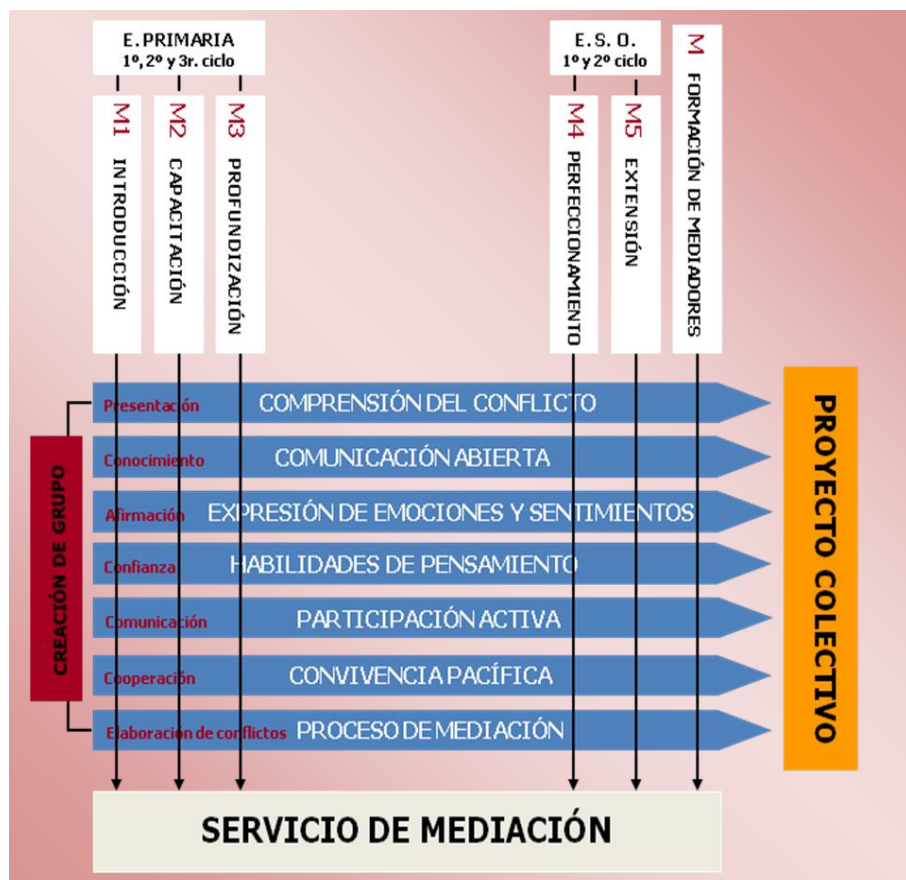 E.PRIMARIA
1º, 2º y 3r. ciclo
E. S. O.
1º y 2º ciclo
M1 INTRODUCCIÓN
M2 CAPACITACIÓN
M3 PROFUNDIZACIÓN
M4 PERFECCIONAMIENTO
M5 EXTENSIÓN
M FORMACIÓN DE MEDIADORES
CREACIÓN DE GRUPO
Presentación COMPRENSIÓN DEL CONFLICTO
Conocimiento COMUNICACIÓN ABIERTA
Afirmación EXPRESIÓN DE EMOCIONES Y SENTIMIENTOS
Confianza HABILIDADES DE PENSAMIENTO
Comunicación PARTICIPACIÓN ACTIVA
Cooperación CONVIVENCIA PACÍFICA
Elaboración de conflictos PROCESO DE MEDIACIÓN
PROYECTO COLECTIVO
SERVICIO DE MEDIACIÓN